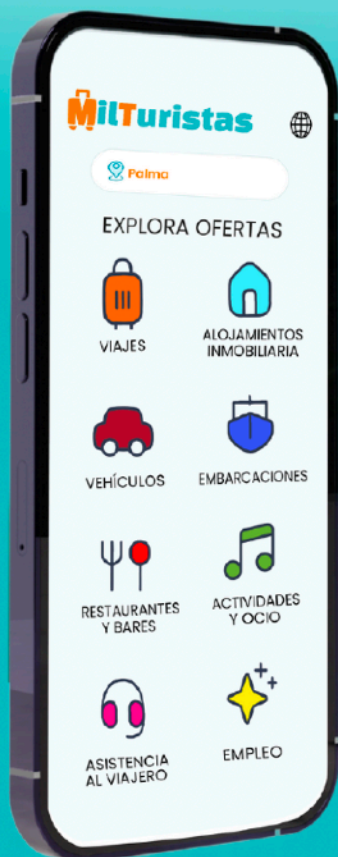 MilTuristas
Palma
EXPLORA OFERTAS
VIAJES
ALOJAMIENTOS
INMOBILIARIA
VEHÍCULOS
EMBARCACIONES
RESTAURANTES
Y BARES
ACTIVIDADES
Y OCIO
ASISTENCIA
AL VIAJERO
EMPLEO